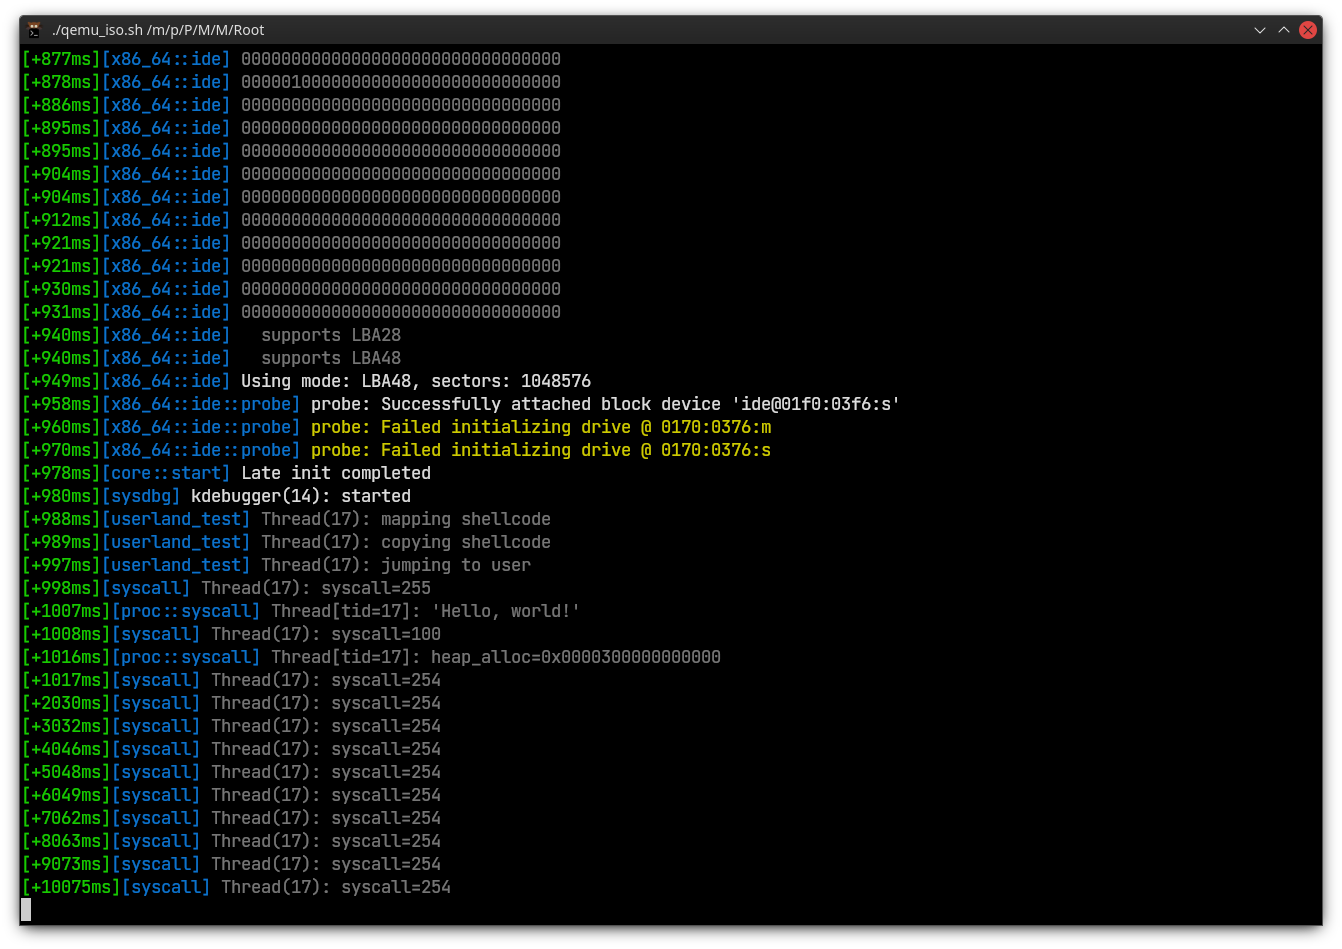 ./qemu_iso.sh /m/p/P/M/M/Root
[+877ms][x86_64::ide] 00000000000000000000000000000000
[+878ms][x86_64::ide] 00000100000000000000000000000000
[+886ms][x86_64::ide] 00000000000000000000000000000000
[+895ms][x86_64::ide] 00000000000000000000000000000000
[+895ms][x86_64::ide] 00000000000000000000000000000000
[+904ms][x86_64::ide] 00000000000000000000000000000000
[+904ms][x86_64::ide] 00000000000000000000000000000000
[+912ms][x86_64::ide] 00000000000000000000000000000000
[+921ms][x86_64::ide] 00000000000000000000000000000000
[+921ms][x86_64::ide] 00000000000000000000000000000000
[+930ms][x86_64::ide] 00000000000000000000000000000000
[+931ms][x86_64::ide] 00000000000000000000000000000000
[+940ms][x86_64::ide]   supports LBA28
[+940ms][x86_64::ide]   supports LBA48
[+949ms][x86_64::ide] Using mode: LBA48, sectors: 1048576
[+958ms][x86_64::ide::probe] probe: Successfully attached block device 'ide@01f0:03f6:s'
[+960ms][x86_64::ide::probe] probe: Failed initializing drive @ 0170:0376:m
[+970ms][x86_64::ide::probe] probe: Failed initializing drive @ 0170:0376:s
[+978ms][core::start] Late init completed
[+980ms][sysdbg] kdebugger(14): started
[+988ms][userland_test] Thread(17): mapping shellcode
[+989ms][userland_test] Thread(17): copying shellcode
[+997ms][userland_test] Thread(17): jumping to user
[+998ms][syscall] Thread(17): syscall=255
[+1007ms][proc::syscall] Thread[tid=17]: 'Hello, world!'
[+1008ms][syscall] Thread(17): syscall=100
[+1016ms][proc::syscall] Thread[tid=17]: heap_alloc=0x0000300000000000
[+1017ms][syscall] Thread(17): syscall=254
[+2030ms][syscall] Thread(17): syscall=254
[+3032ms][syscall] Thread(17): syscall=254
[+4046ms][syscall] Thread(17): syscall=254
[+5048ms][syscall] Thread(17): syscall=254
[+6049ms][syscall] Thread(17): syscall=254
[+7062ms][syscall] Thread(17): syscall=254
[+8063ms][syscall] Thread(17): syscall=254
[+9073ms][syscall] Thread(17): syscall=254
[+10075ms][syscall] Thread(17): syscall=254